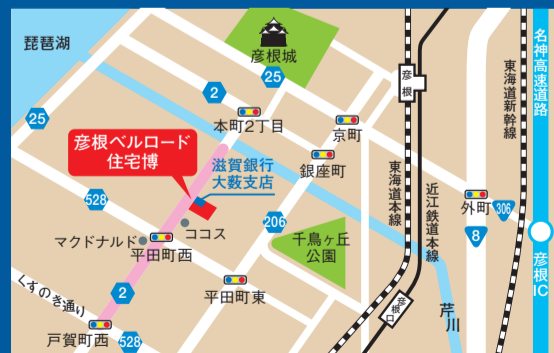 琵琶湖
彦根城
25
2
25
本町2丁目
京町
彦根
名神高速道路
東海道新幹線
彦根ベルロード
住宅博
滋賀銀行
大薮支店
銀座町
東海道本線
近江鉄道本線
外町
306
8
528
206
ココス
マクドナルド
平田町西
千鳥ヶ丘
公園
彦根IC
平田町東
2
くすのき通り
彦根口
芹川
戸賀町西
528